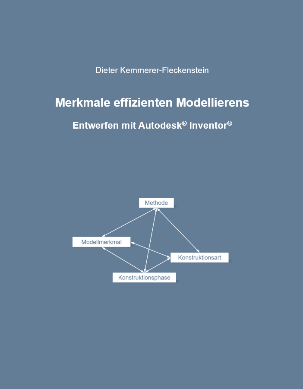 Dieter Kemmerer-Fleckenstein
Merkmale effizienten Modellierens
Entwerfen mit Autodesk® Inventor®
Methode
Modellmerkmal
Konstruktionsart
Konstruktionsphase